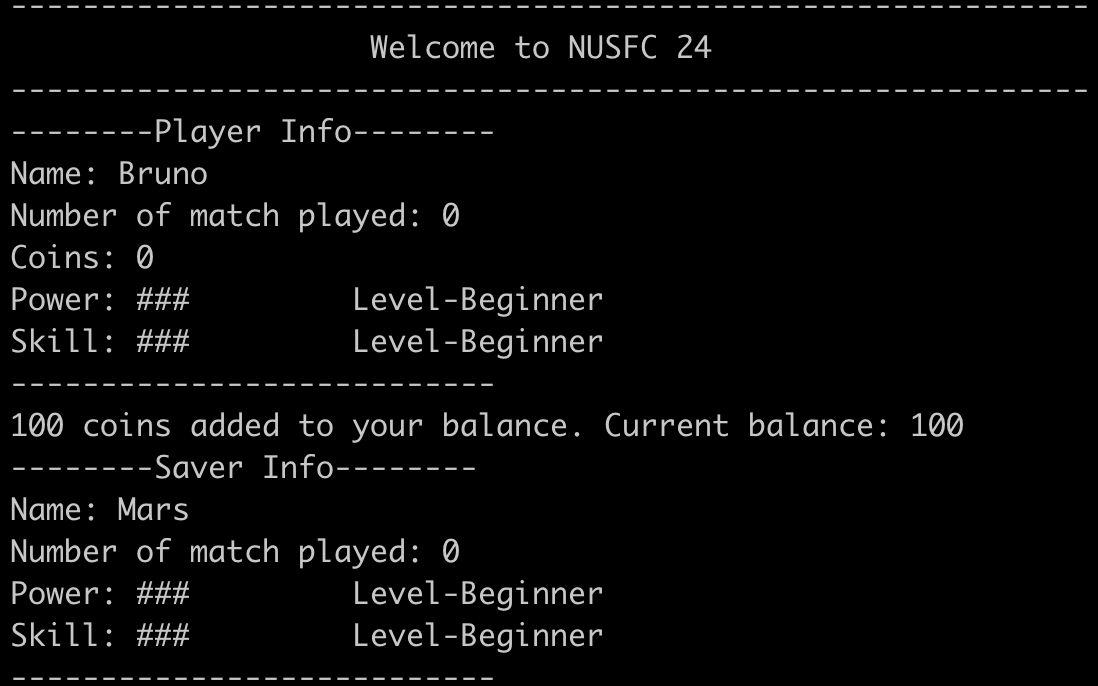 ------------------------------------------------------------
Welcome to NUSFC 24
------------------------------------------------------------
--------Player Info--------
Name: Bruno
Number of match played: 0
Coins: 0
Power: ###         Level-Beginner
Skill: ###         Level-Beginner
---------------------------
100 coins added to your balance. Current balance: 100
--------Saver Info--------
Name: Mars
Number of match played: 0
Power: ###         Level-Beginner
Skill: ###         Level-Beginner
---------------------------